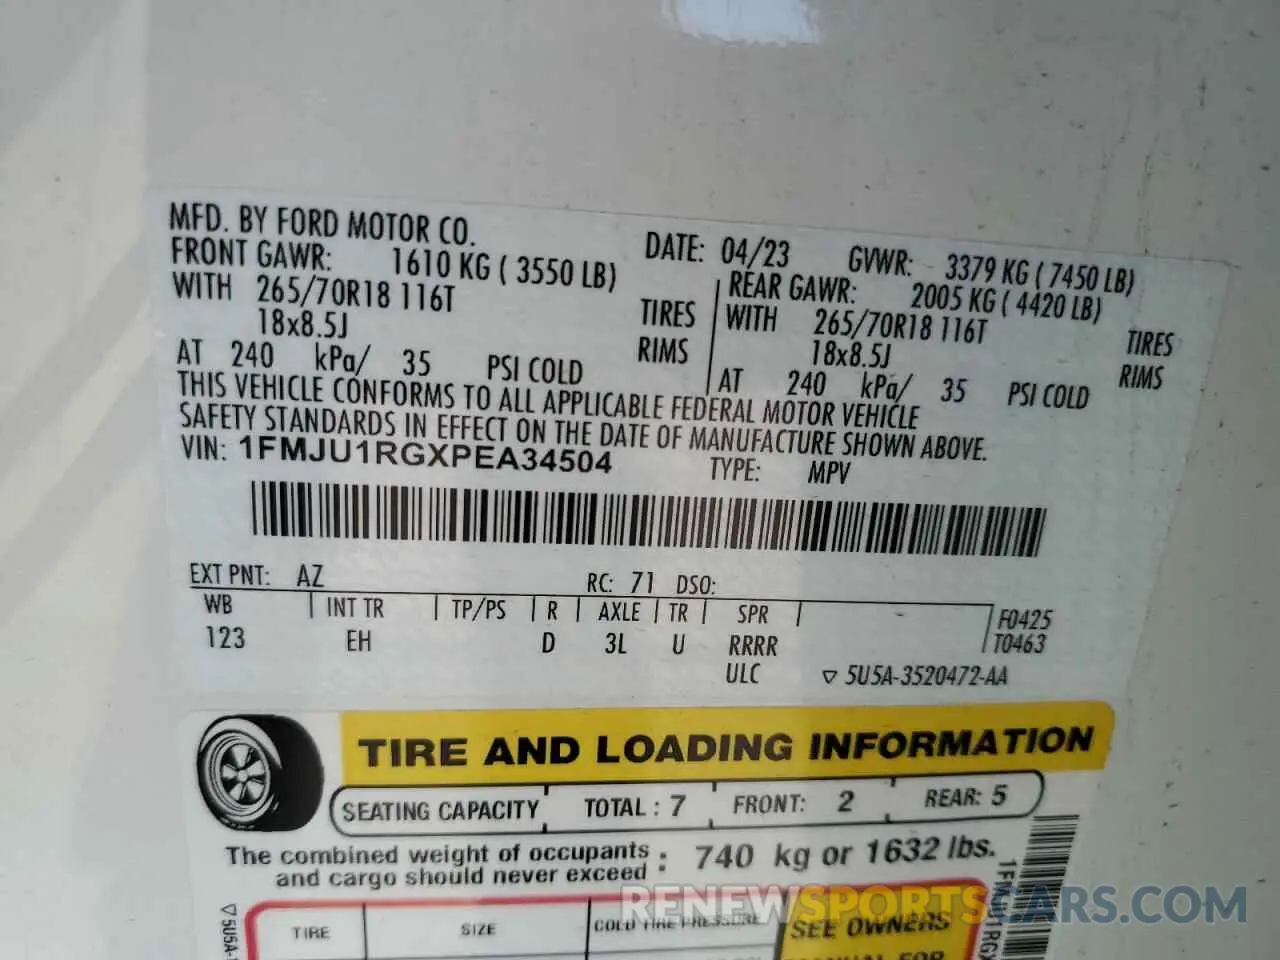 MFD. BY FORD MOTOR CO.
DATE: 04/23 GVWR: 3379 KG ( 7450 LB)
FRONT GAWR: 1610 KG ( 3550 LB) REAR GAWR: 2005 KG ( 4420 LB)
WITH 265/70R18 116T TIRES WITH 265/70R18 116T TIRES
18x8.5J RIMS 18x8.5J RIMS
AT 240 kPa/ 35 PSI COLD AT 240 kPa/ 35 PSI COLD
THIS VEHICLE CONFORMS TO ALL APPLICABLE FEDERAL MOTOR VEHICLE
SAFETY STANDARDS IN EFFECT ON THE DATE OF MANUFACTURE SHOWN ABOVE.
VIN: 1FMJU1RGXPEA34504 TYPE: MPV
EXT PNT: AZ RC: 71 DSO:
WB INT TR TP/PS R AXLE TR SPR F0425
123 EH D 3L U RRRR T0463
ULC ▽ 5U5A-3520472-AA
TIRE AND LOADING INFORMATION
SEATING CAPACITY TOTAL : 7 FRONT: 2 REAR: 5
The combined weight of occupants
and cargo should never exceed : 740 kg or 1632 lbs.
TIRE SIZE COLD TIRE PRESSURE SEE OWNERS
MANUAL FOR
▽5U5A-
1FMJU1RGX
RENEWSPORTSCARS.COM